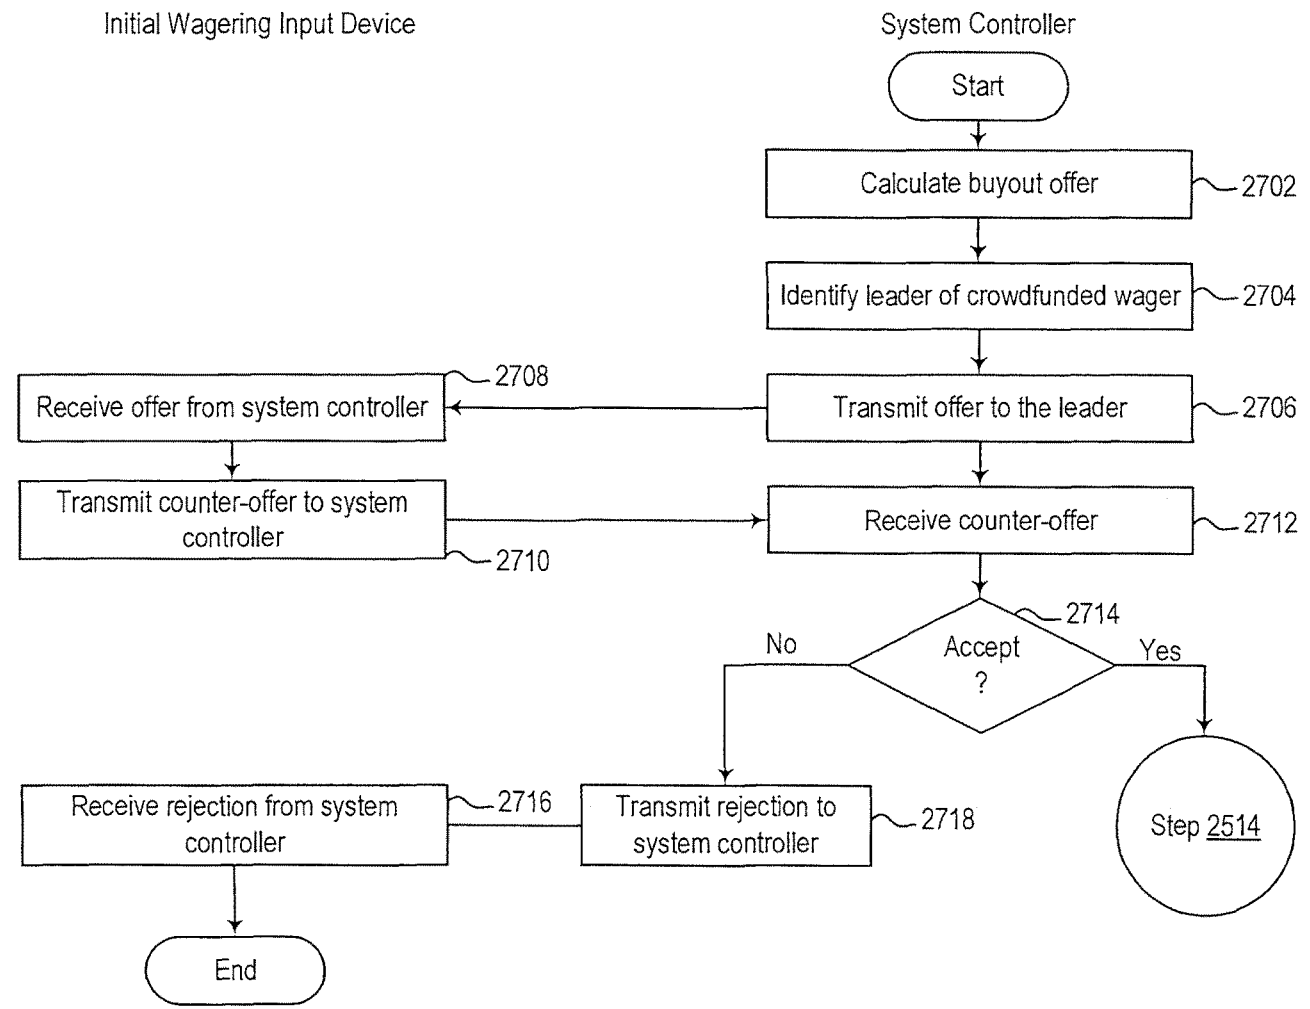 Initial Wagering Input Device
System Controller
Start
Calculate buyout offer
2702
Identify leader of crowdfunded wager
2704
2708
Receive offer from system controller
Transmit offer to the leader
2706
Transmit counter-offer to system
controller
2710
Receive counter-offer
2712
2714
No
Accept
?
Yes
Receive rejection from system
controller
2716
Transmit rejection to
system controller
2718
Step 2514
End